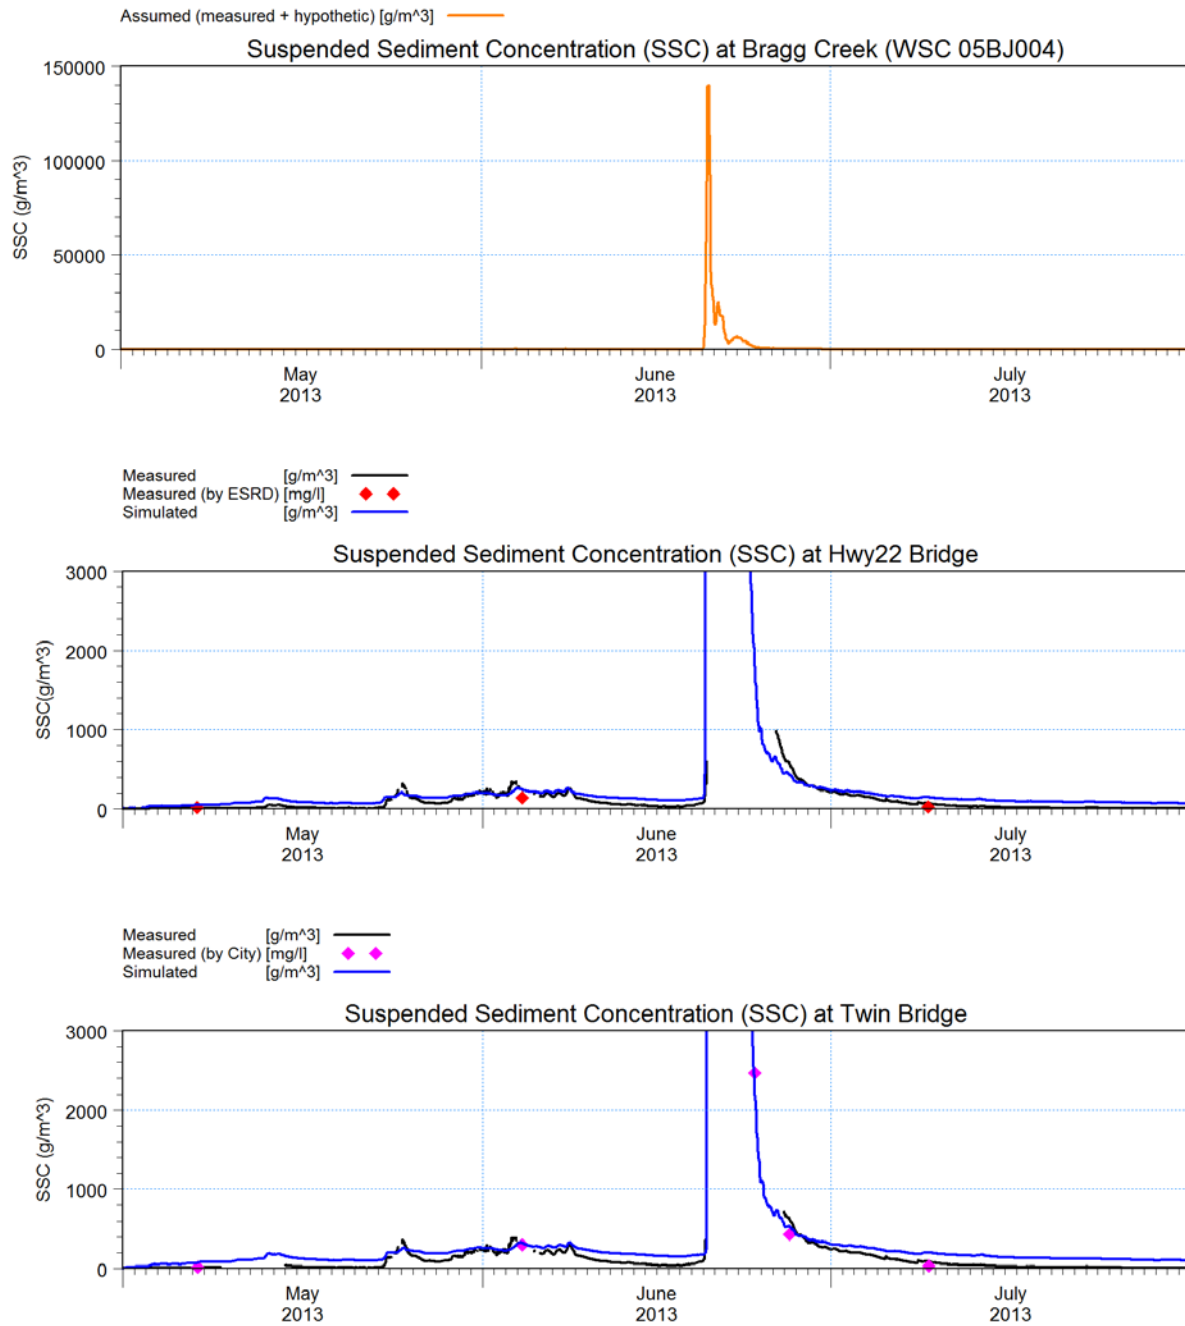 Assumed (measured + hypothetic) [g/m^3]
Suspended Sediment Concentration (SSC) at Bragg Creek (WSC 05BJ004)
150000
100000
50000
0
SSC (g/m^3)
May
2013
June
2013
July
2013
Measured [g/m^3]
Measured (by ESRD) [mg/l]
Simulated [g/m^3]
Suspended Sediment Concentration (SSC) at Hwy22 Bridge
3000
2000
1000
0
SSC(g/m^3)
May
2013
June
2013
July
2013
Measured [g/m^3]
Measured (by City) [mg/l]
Simulated [g/m^3]
Suspended Sediment Concentration (SSC) at Twin Bridge
3000
2000
1000
0
SSC (g/m^3)
May
2013
June
2013
July
2013